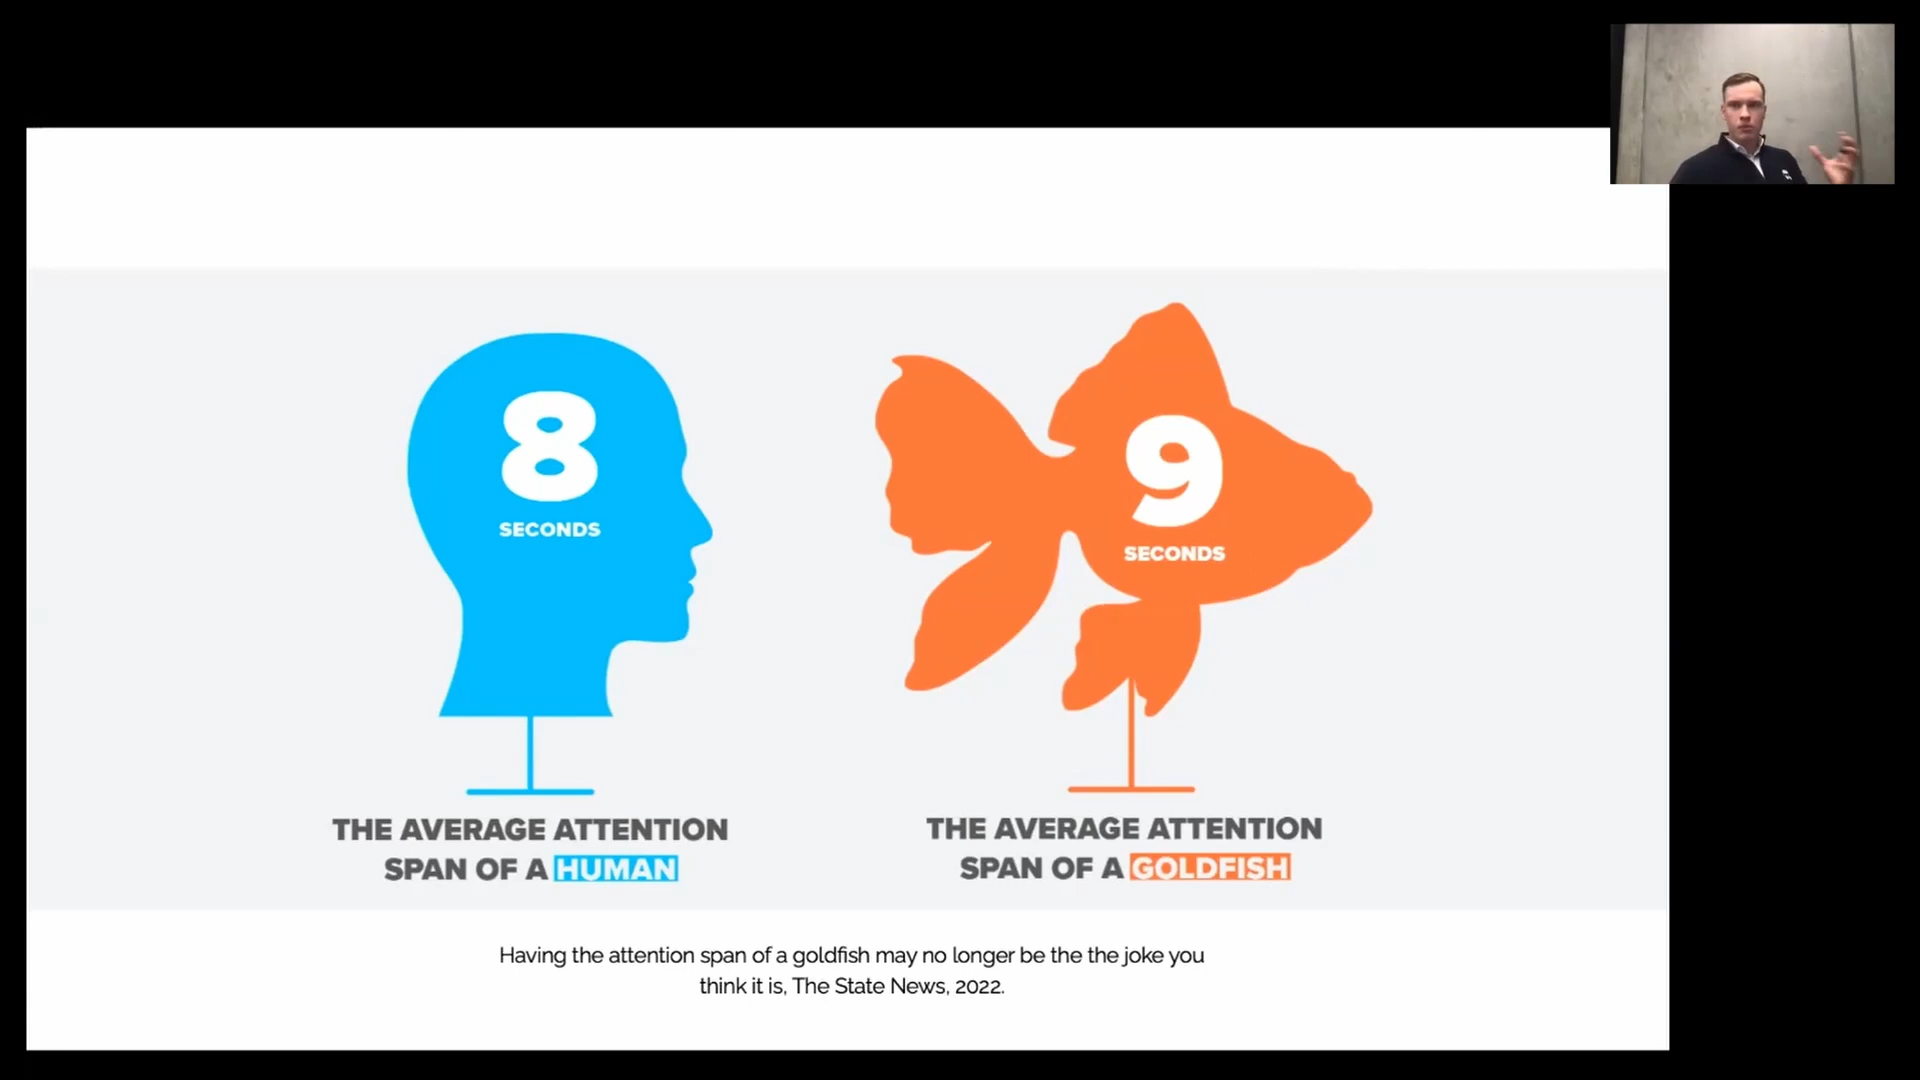 8
SECONDS
THE AVERAGE ATTENTION
SPAN OF A HUMAN
9
SECONDS
THE AVERAGE ATTENTION
SPAN OF A GOLDFISH
Having the attention span of a goldfish may no longer be the the joke you
think it is, The State News, 2022.